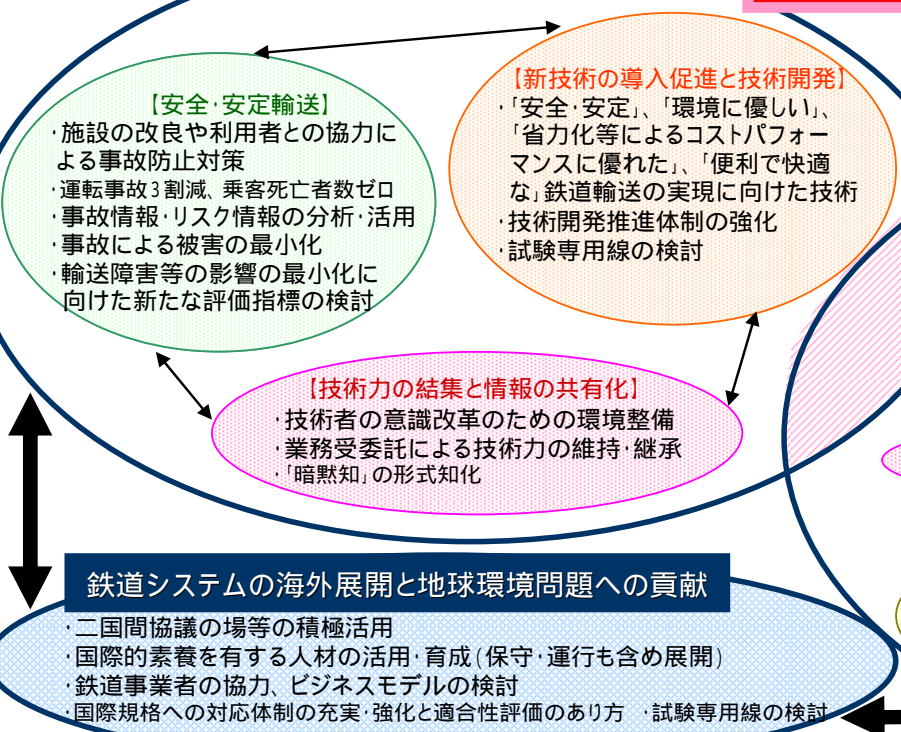 【安全・安定輸送】
・施設の改良や利用者との協力に
よる事故防止対策
・運転事故3割減、乗客死亡者数ゼロ
・事故情報・リスク情報の分析・活用
・事故による被害の最小化
・輸送障害等の影響の最小化に
向けた新たな評価指標の検討
【新技術の導入促進と技術開発】
・「安全・安定」、「環境に優しい」、
「省力化等によるコストパフォー
マンスに優れた」、「便利で快適
な」鉄道輸送の実現に向けた技術
・技術開発推進体制の強化
・試験専用線の検討
【技術力の結集と情報の共有化】
・技術者の意識改革のための環境整備
・業務受委託による技術力の維持・継承
・「暗黙知」の形式知化
鉄道システムの海外展開と地球環境問題への貢献
・二国間協議の場等の積極活用
・国際的素養を有する人材の活用・育成(保守・運行も含め展開)
・鉄道事業者の協力、ビジネスモデルの検討
・国際規格への対応体制の充実・強化と適合性評価のあり方　・試験専用線の検討